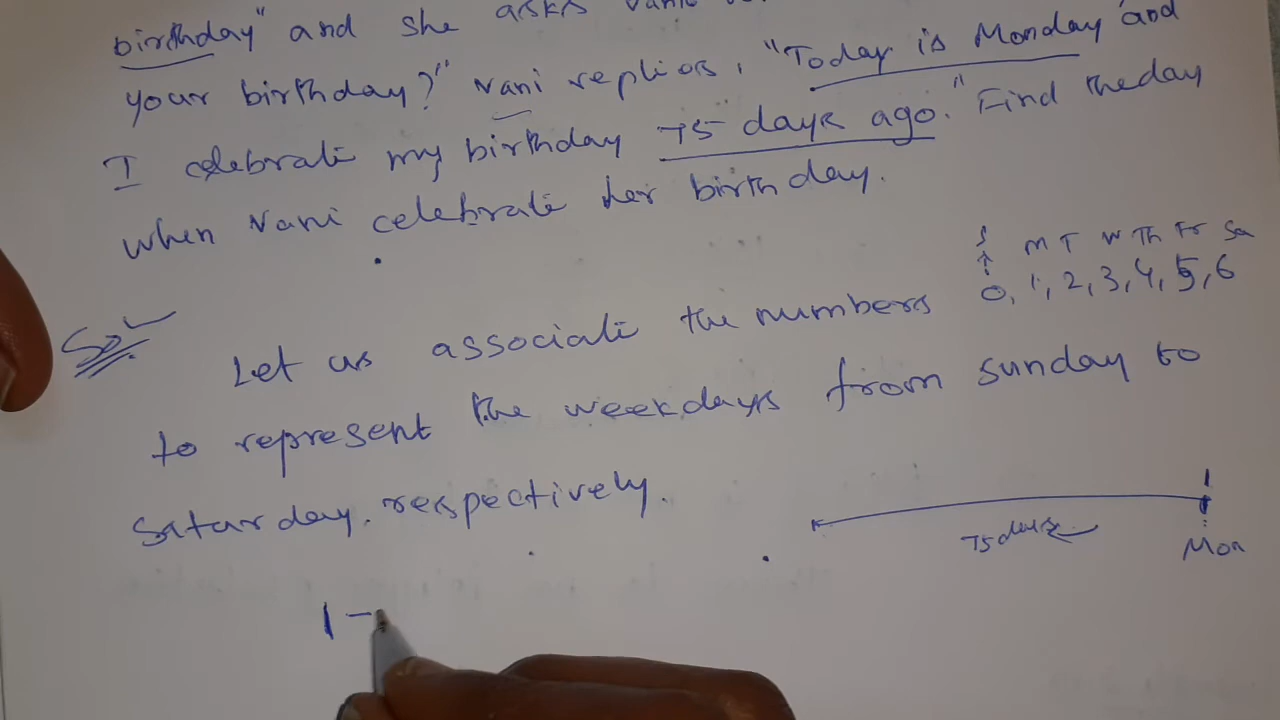 birthday" and she asks
your birthday?" Vani replies, "Today is Monday and
I celebrate my birthday 75 days ago." Find the day
when Vani celebrate her birthday.
S M T W Th Fr Sa
Sol
Let us associate the numbers 0, 1, 2, 3, 4, 5, 6
to represent the weekdays from Sunday to
Saturday. respectively.
75 days
Mon
1 -